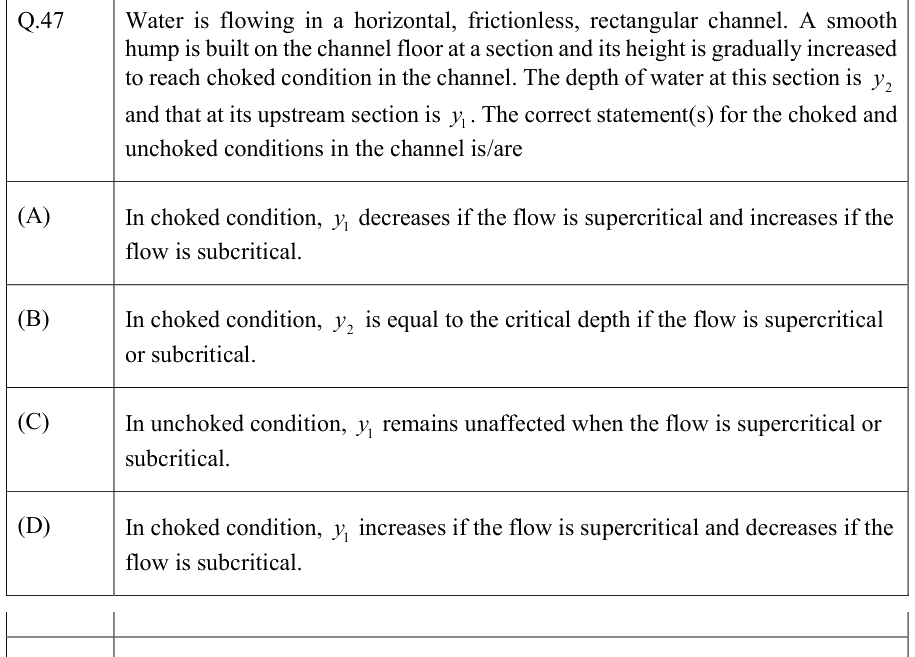 Q.47
Water is flowing in a horizontal, frictionless, rectangular channel. A smooth
hump is built on the channel floor at a section and its height is gradually increased
to reach choked condition in the channel. The depth of water at this section is y₂
and that at its upstream section is y₁. The correct statement(s) for the choked and
unchoked conditions in the channel is/are
(A)
In choked condition, y₁ decreases if the flow is supercritical and increases if the
flow is subcritical.
(B)
In choked condition, y₂ is equal to the critical depth if the flow is supercritical
or subcritical.
(C)
In unchoked condition, y₁ remains unaffected when the flow is supercritical or
subcritical.
(D)
In choked condition, y₁ increases if the flow is supercritical and decreases if the
flow is subcritical.